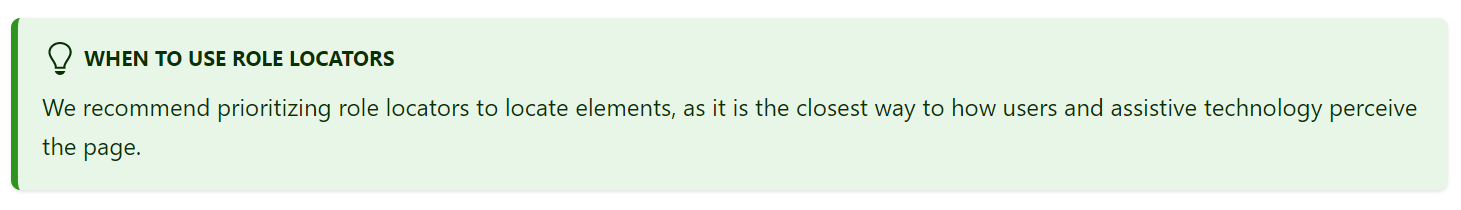 WHEN TO USE ROLE LOCATORS
We recommend prioritizing role locators to locate elements, as it is the closest way to how users and assistive technology perceive
the page.